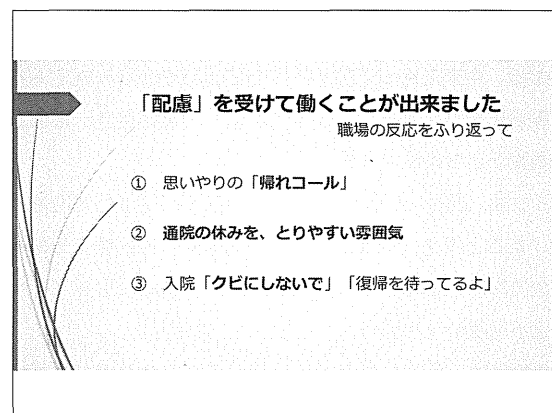 「配慮」を受けて働くことが出来ました
職場の反応をふり返って
① 思いやりの「帰れコール」
② 通院の休みを、とりやすい雰囲気
③ 入院「クビにしないで」「復帰を待ってるよ」